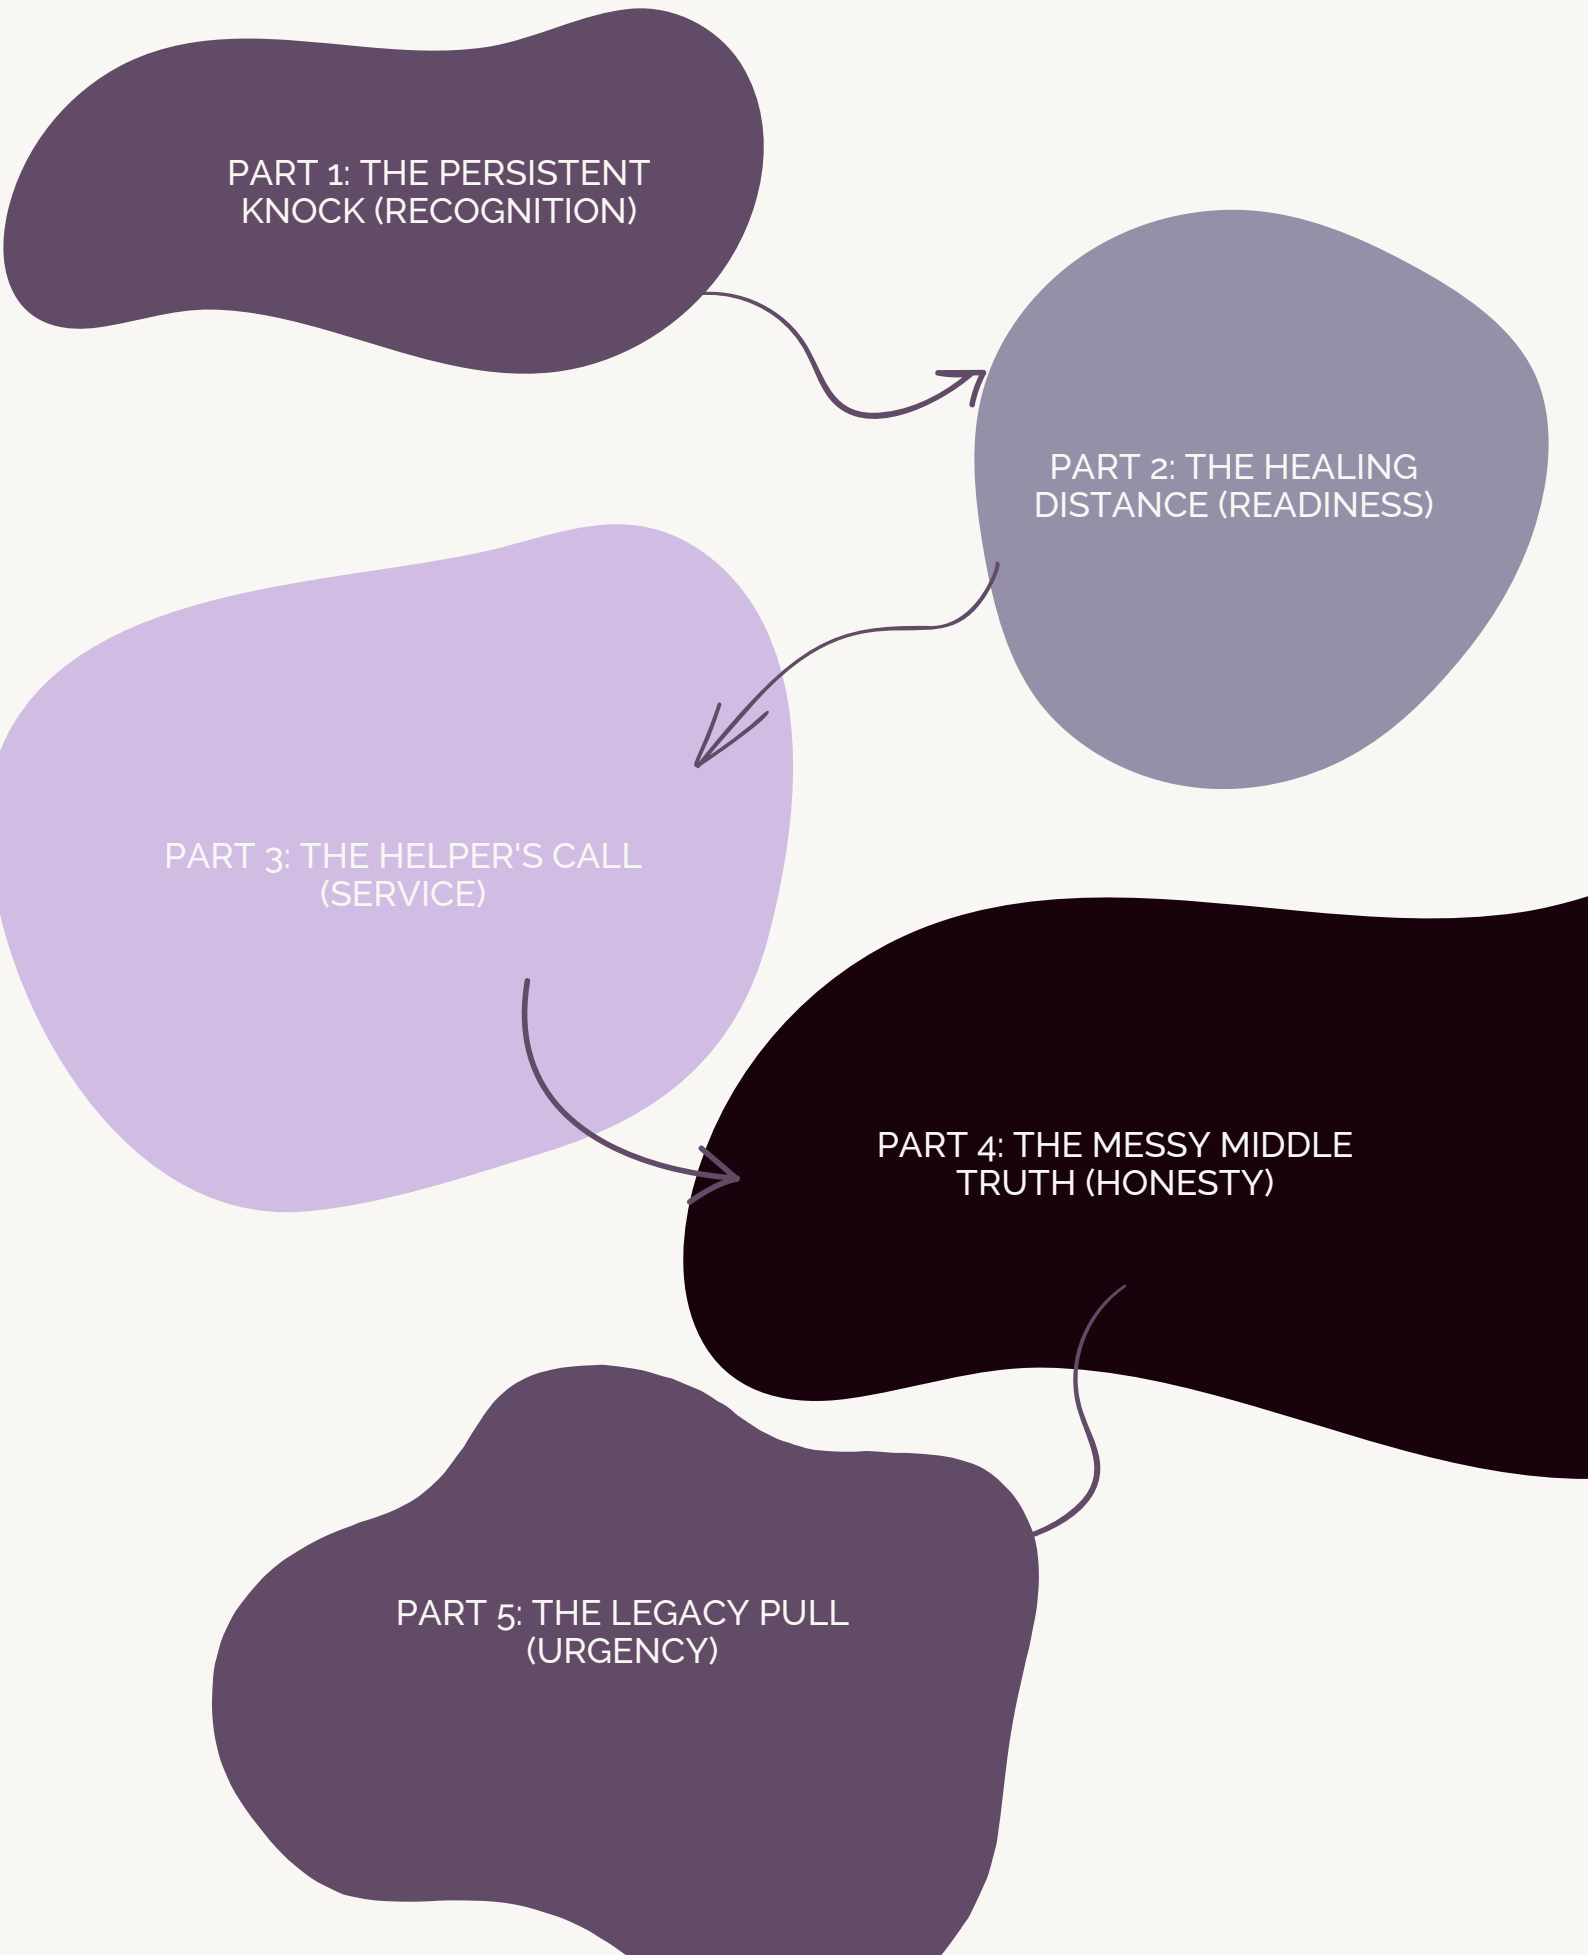 PART 1: THE PERSISTENT
KNOCK (RECOGNITION)
PART 2: THE HEALING
DISTANCE (READINESS)
PART 3: THE HELPER'S CALL
(SERVICE)
PART 4: THE MESSY MIDDLE
TRUTH (HONESTY)
PART 5: THE LEGACY PULL
(URGENCY)